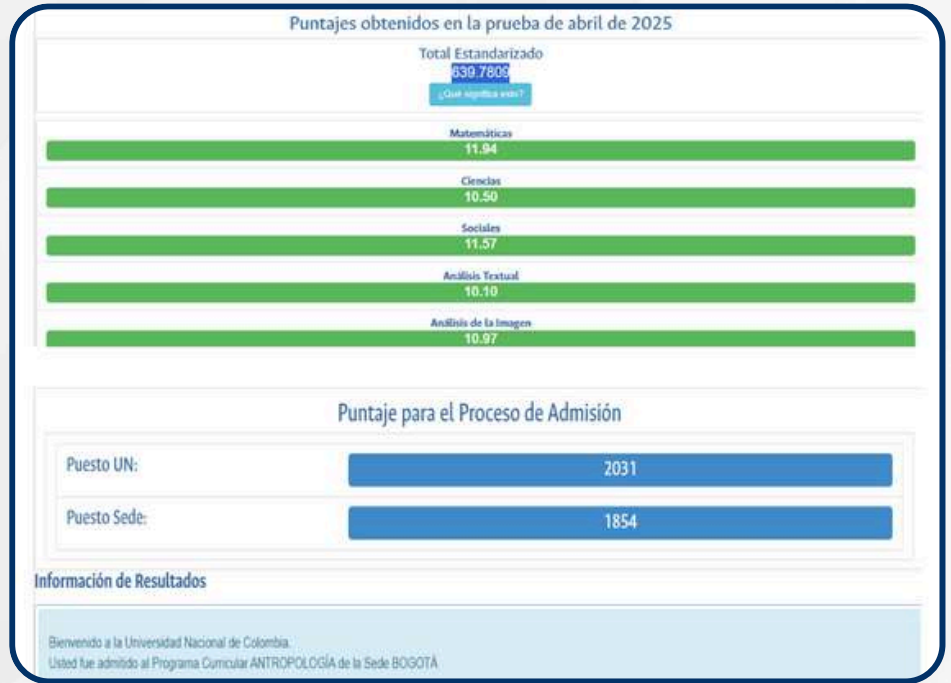 Puntajes obtenidos en la prueba de abril de 2025
Total Estandarizado
639.7809
¿Qué significa esto?
Matemáticas
11.94
Ciencias
10.50
Sociales
11.57
Análisis Textual
10.10
Análisis de la Imagen
10.97
Puntaje para el Proceso de Admisión
Puesto UN: 2031
Puesto Sede: 1854
Información de Resultados
Bienvenido a la Universidad Nacional de Colombia.
Usted fue admitido al Programa Curricular ANTROPOLOGÍA de la Sede BOGOTÁ